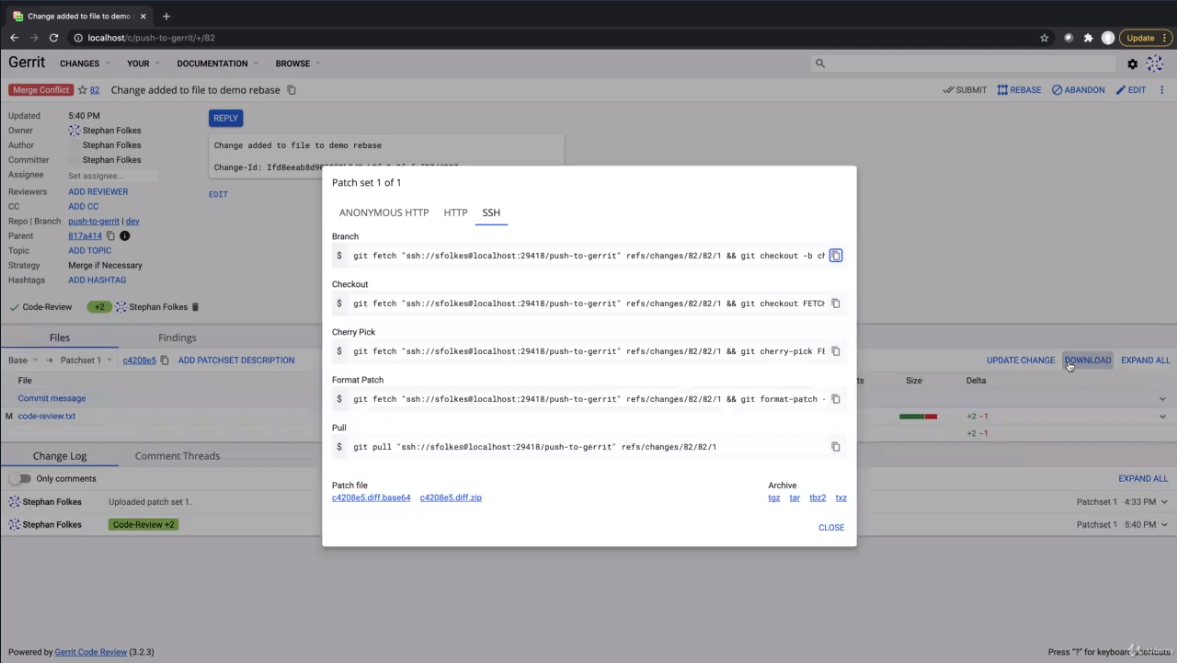 Change added to file to demo
localhost/c/push-to-gerrit/+/82
Update
Gerrit CHANGES YOUR DOCUMENTATION BROWSE
Merge Conflict 82 Change added to file to demo rebase SUBMIT REBASE ABANDON EDIT
Updated 5:40 PM
REPLY
Owner Stephan Folkes
Author Stephan Folkes
Committer Stephan Folkes
Assignee Set assignee...
Reviewers ADD REVIEWER
CC ADD CC
Repo | Branch push-to-gerrit | dev
Parent 817a414
Topic ADD TOPIC
Strategy Merge if Necessary
Hashtags ADD HASHTAG
Code-Review +2 Stephan Folkes
Change added to file to demo rebase
Change-Id:
EDIT
Patch set 1 of 1
ANONYMOUS HTTP HTTP SSH
Branch
$ git fetch "ssh://sfolkes@localhost:29418/push-to-gerrit" refs/changes/82/82/1 && git checkout -b ch
Checkout
$ git fetch "ssh://sfolkes@localhost:29418/push-to-gerrit" refs/changes/82/82/1 && git checkout FETCH
Cherry Pick
$ git fetch "ssh://sfolkes@localhost:29418/push-to-gerrit" refs/changes/82/82/1 && git cherry-pick FE
Format Patch
$ git fetch "ssh://sfolkes@localhost:29418/push-to-gerrit" refs/changes/82/82/1 && git format-patch -
Pull
$ git pull "ssh://sfolkes@localhost:29418/push-to-gerrit" refs/changes/82/82/1
Patch file Archive
c4208e5.diff.base64 c4208e5.diff.zip tgz tar tbz2 txz
CLOSE
Files Findings
Base → Patchset 1 c4208e5 ADD PATCHSET DESCRIPTION UPDATE CHANGE DOWNLOAD EXPAND ALL
File ts Size Delta
Commit message
M code-review.txt +2 -1
+2 -1
Change Log Comment Threads
Only comments EXPAND ALL
Stephan Folkes Uploaded patch set 1. Patchset 1 4:33 PM
Stephan Folkes Code-Review +2 Patchset 1 5:40 PM
Powered by Gerrit Code Review (3.2.3) Press "?" for keyboard shortcuts